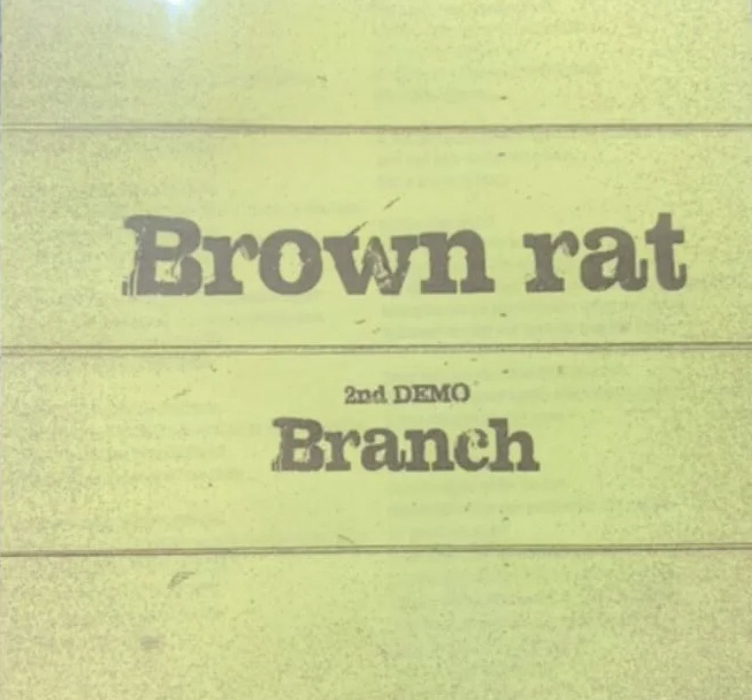 Brown rat
2nd DEMO
Branch